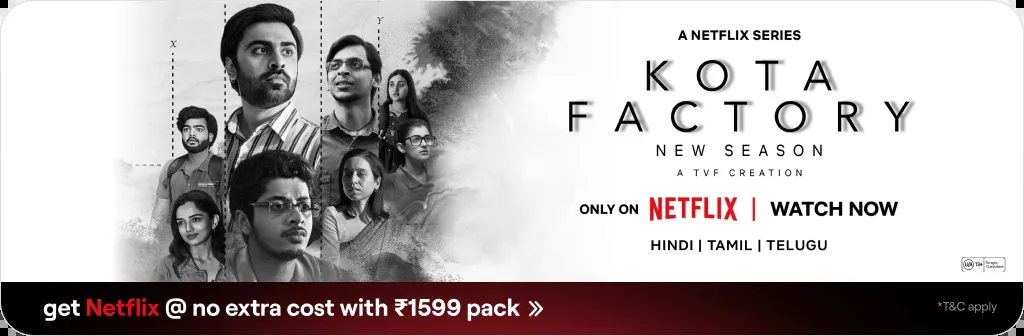 X
Y
A NETFLIX SERIES
KOTA
FACTORY
NEW SEASON
A TVF CREATION
ONLY ON NETFLIX | WATCH NOW
HINDI | TAMIL | TELUGU
U/A 13+
get Netflix @ no extra cost with ₹1599 pack »
*T&C apply